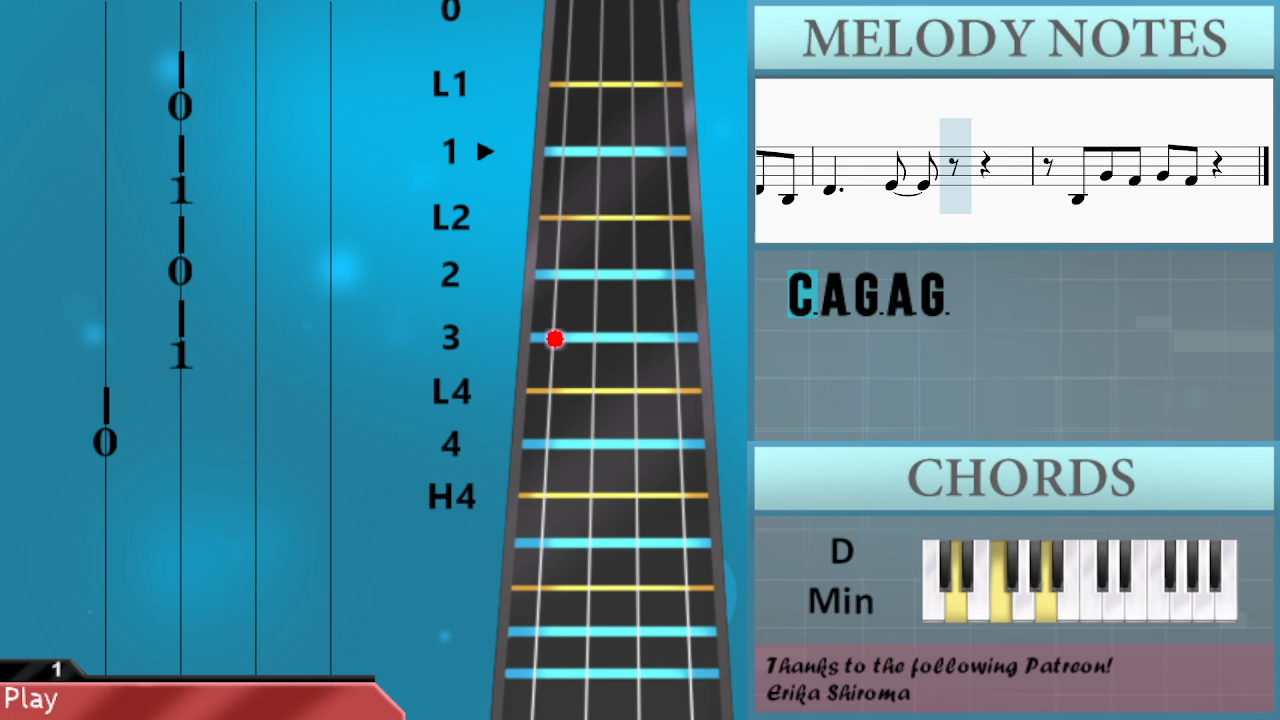 0
1
0
1
0
1
Play
0
L1
1
L2
2
3
L4
4
H4
MELODY NOTES
C.A.G.A.G.
CHORDS
D
Min
Thanks to the following Patreon!
Erika Shiroma